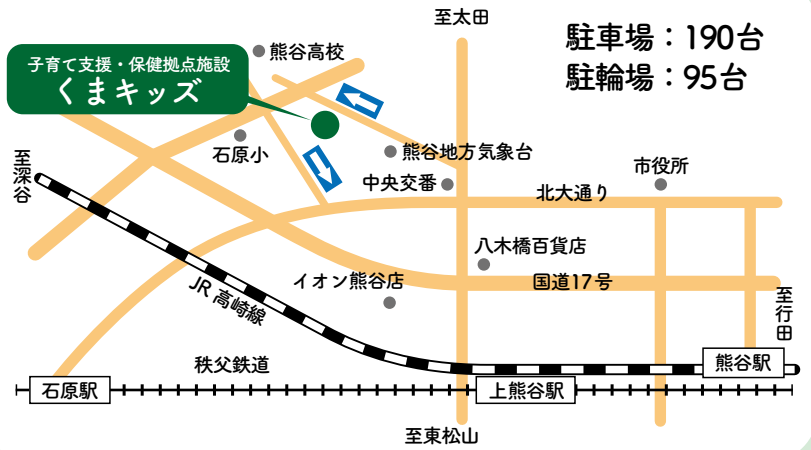 至太田
駐車場：190台
駐輪場：95台
熊谷高校
子育て支援・保健拠点施設
くまキッズ
石原小
熊谷地方気象台
至深谷
中央交番
市役所
北大通り
八木橋百貨店
イオン熊谷店
国道17号
JR高崎線
至行田
秩父鉄道
熊谷駅
石原駅
上熊谷駅
至東松山